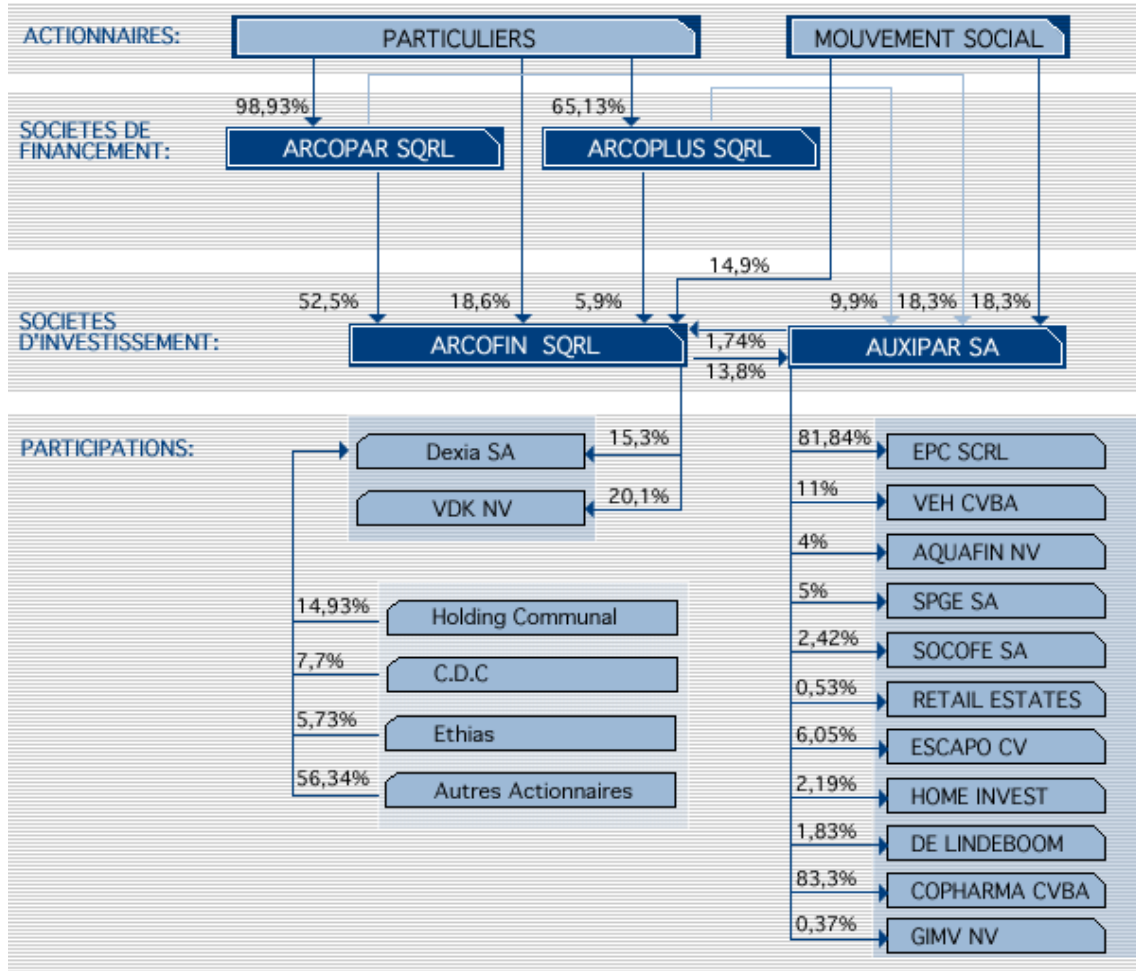 ACTIONNAIRES:
PARTICULIERS
MOUVEMENT SOCIAL
98,93%
65,13%
SOCIETES DE
FINANCEMENT:
ARCOPAR SQRL
ARCOPLUS SQRL
14,9%
52,5%
18,6%
5,9%
9,9%
18,3%
18,3%
SOCIETES
D'INVESTISSEMENT:
ARCOFIN SQRL
1,74%
13,8%
AUXIPAR SA
PARTICIPATIONS:
Dexia SA
15,3%
VDK NV
20,1%
14,93%
Holding Communal
7,7%
C.D.C
5,73%
Ethias
56,34%
Autres Actionnaires
81,84%
EPC SCRL
11%
VEH CVBA
4%
AQUAFIN NV
5%
SPGE SA
2,42%
SOCOFE SA
0,53%
RETAIL ESTATES
6,05%
ESCAPO CV
2,19%
HOME INVEST
1,83%
DE LINDEBOOM
83,3%
COPHARMA CVBA
0,37%
GIMV NV